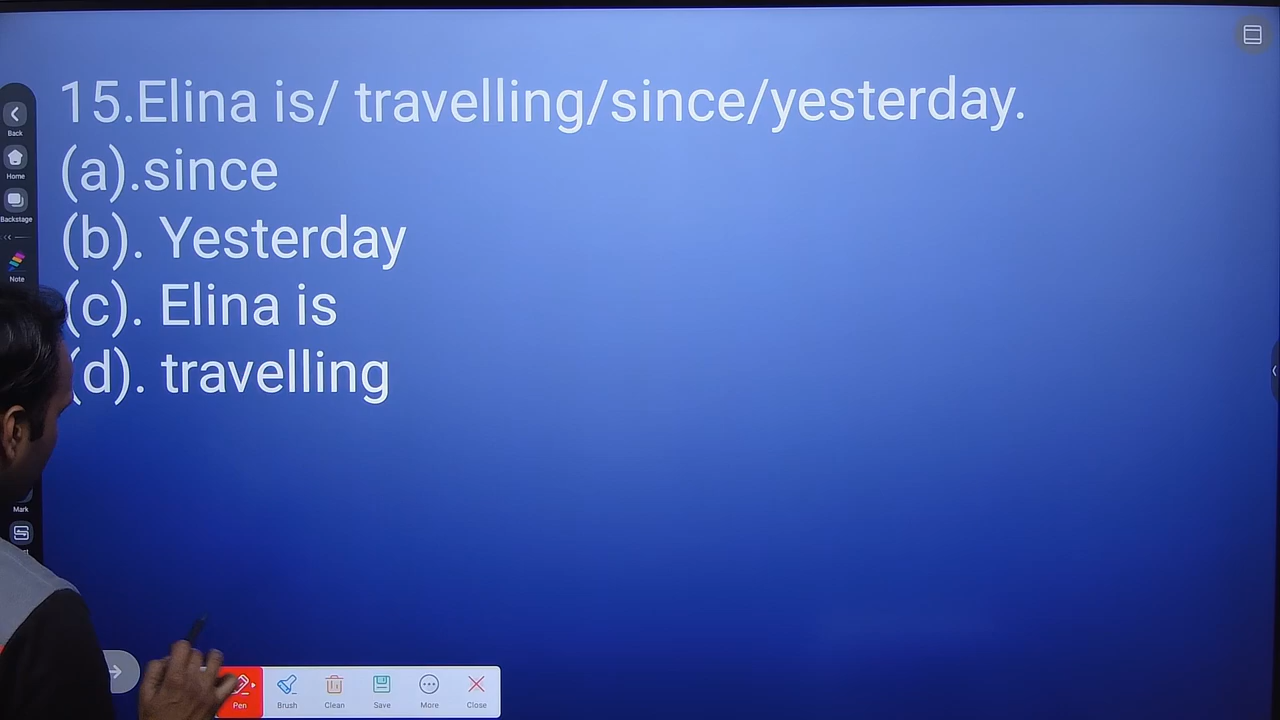 15.Elina is/ travelling/since/yesterday.
(a).since
(b). Yesterday
(c). Elina is
(d). travelling
Back
Home
Backstage
Note
Mark
Pen
Brush
Clean
Save
More
Close